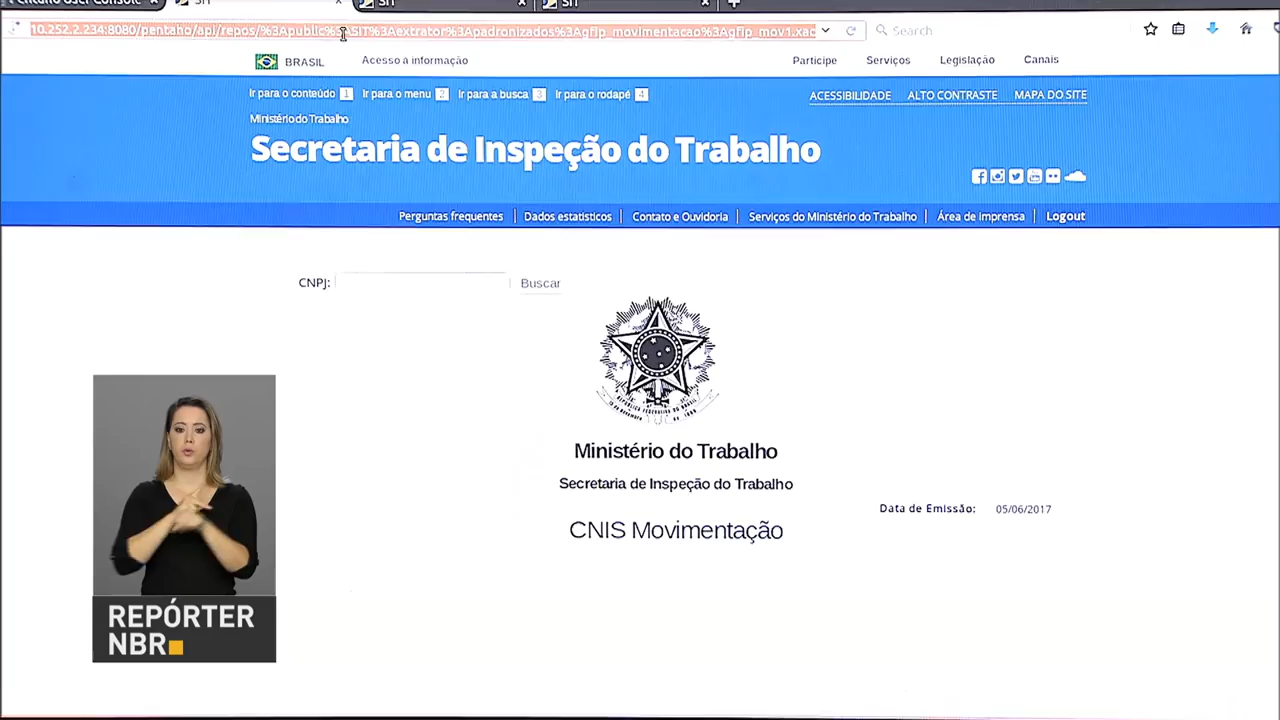 SIT
SIT
SIT
10.252.2.234:8080/pentaho/api/repos/%3Apublic%3ASIT%3Aextrator%3Apadronizados%3Agfip_movimentacao%3Agfip_mov1.xac
Search
BRASIL
Acesso à informação
Participe
Serviços
Legislação
Canais
Ir para o conteúdo 1
Ir para o menu 2
Ir para a busca 3
Ir para o rodapé 4
ACESSIBILIDADE
ALTO CONTRASTE
MAPA DO SITE
Ministério do Trabalho
Secretaria de Inspeção do Trabalho
Perguntas frequentes
Dados estatísticos
Contato e Ouvidoria
Serviços do Ministério do Trabalho
Área de imprensa
Logout
CNPJ:
Buscar
Ministério do Trabalho
Secretaria de Inspeção do Trabalho
Data de Emissão: 05/06/2017
CNIS Movimentação
REPÓRTER
NBR